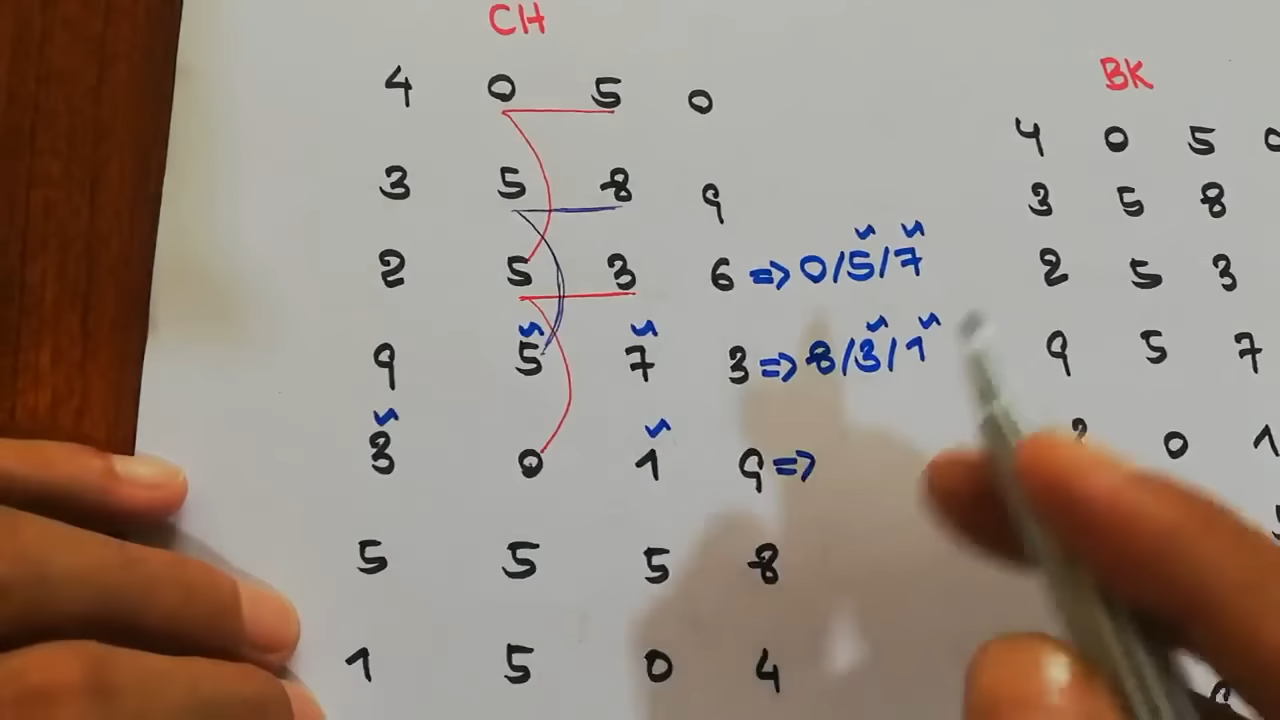 CH
4 0 5 0
3 5 8 9
2 5 3 6 => 0/5/7
9 5 7 3 => 8/3/1
3 0 1 9 =>
5 5 5 8
1 5 0 4
BK
4 0 5 0
3 5 8
2 5 3
9 5 7
0 1